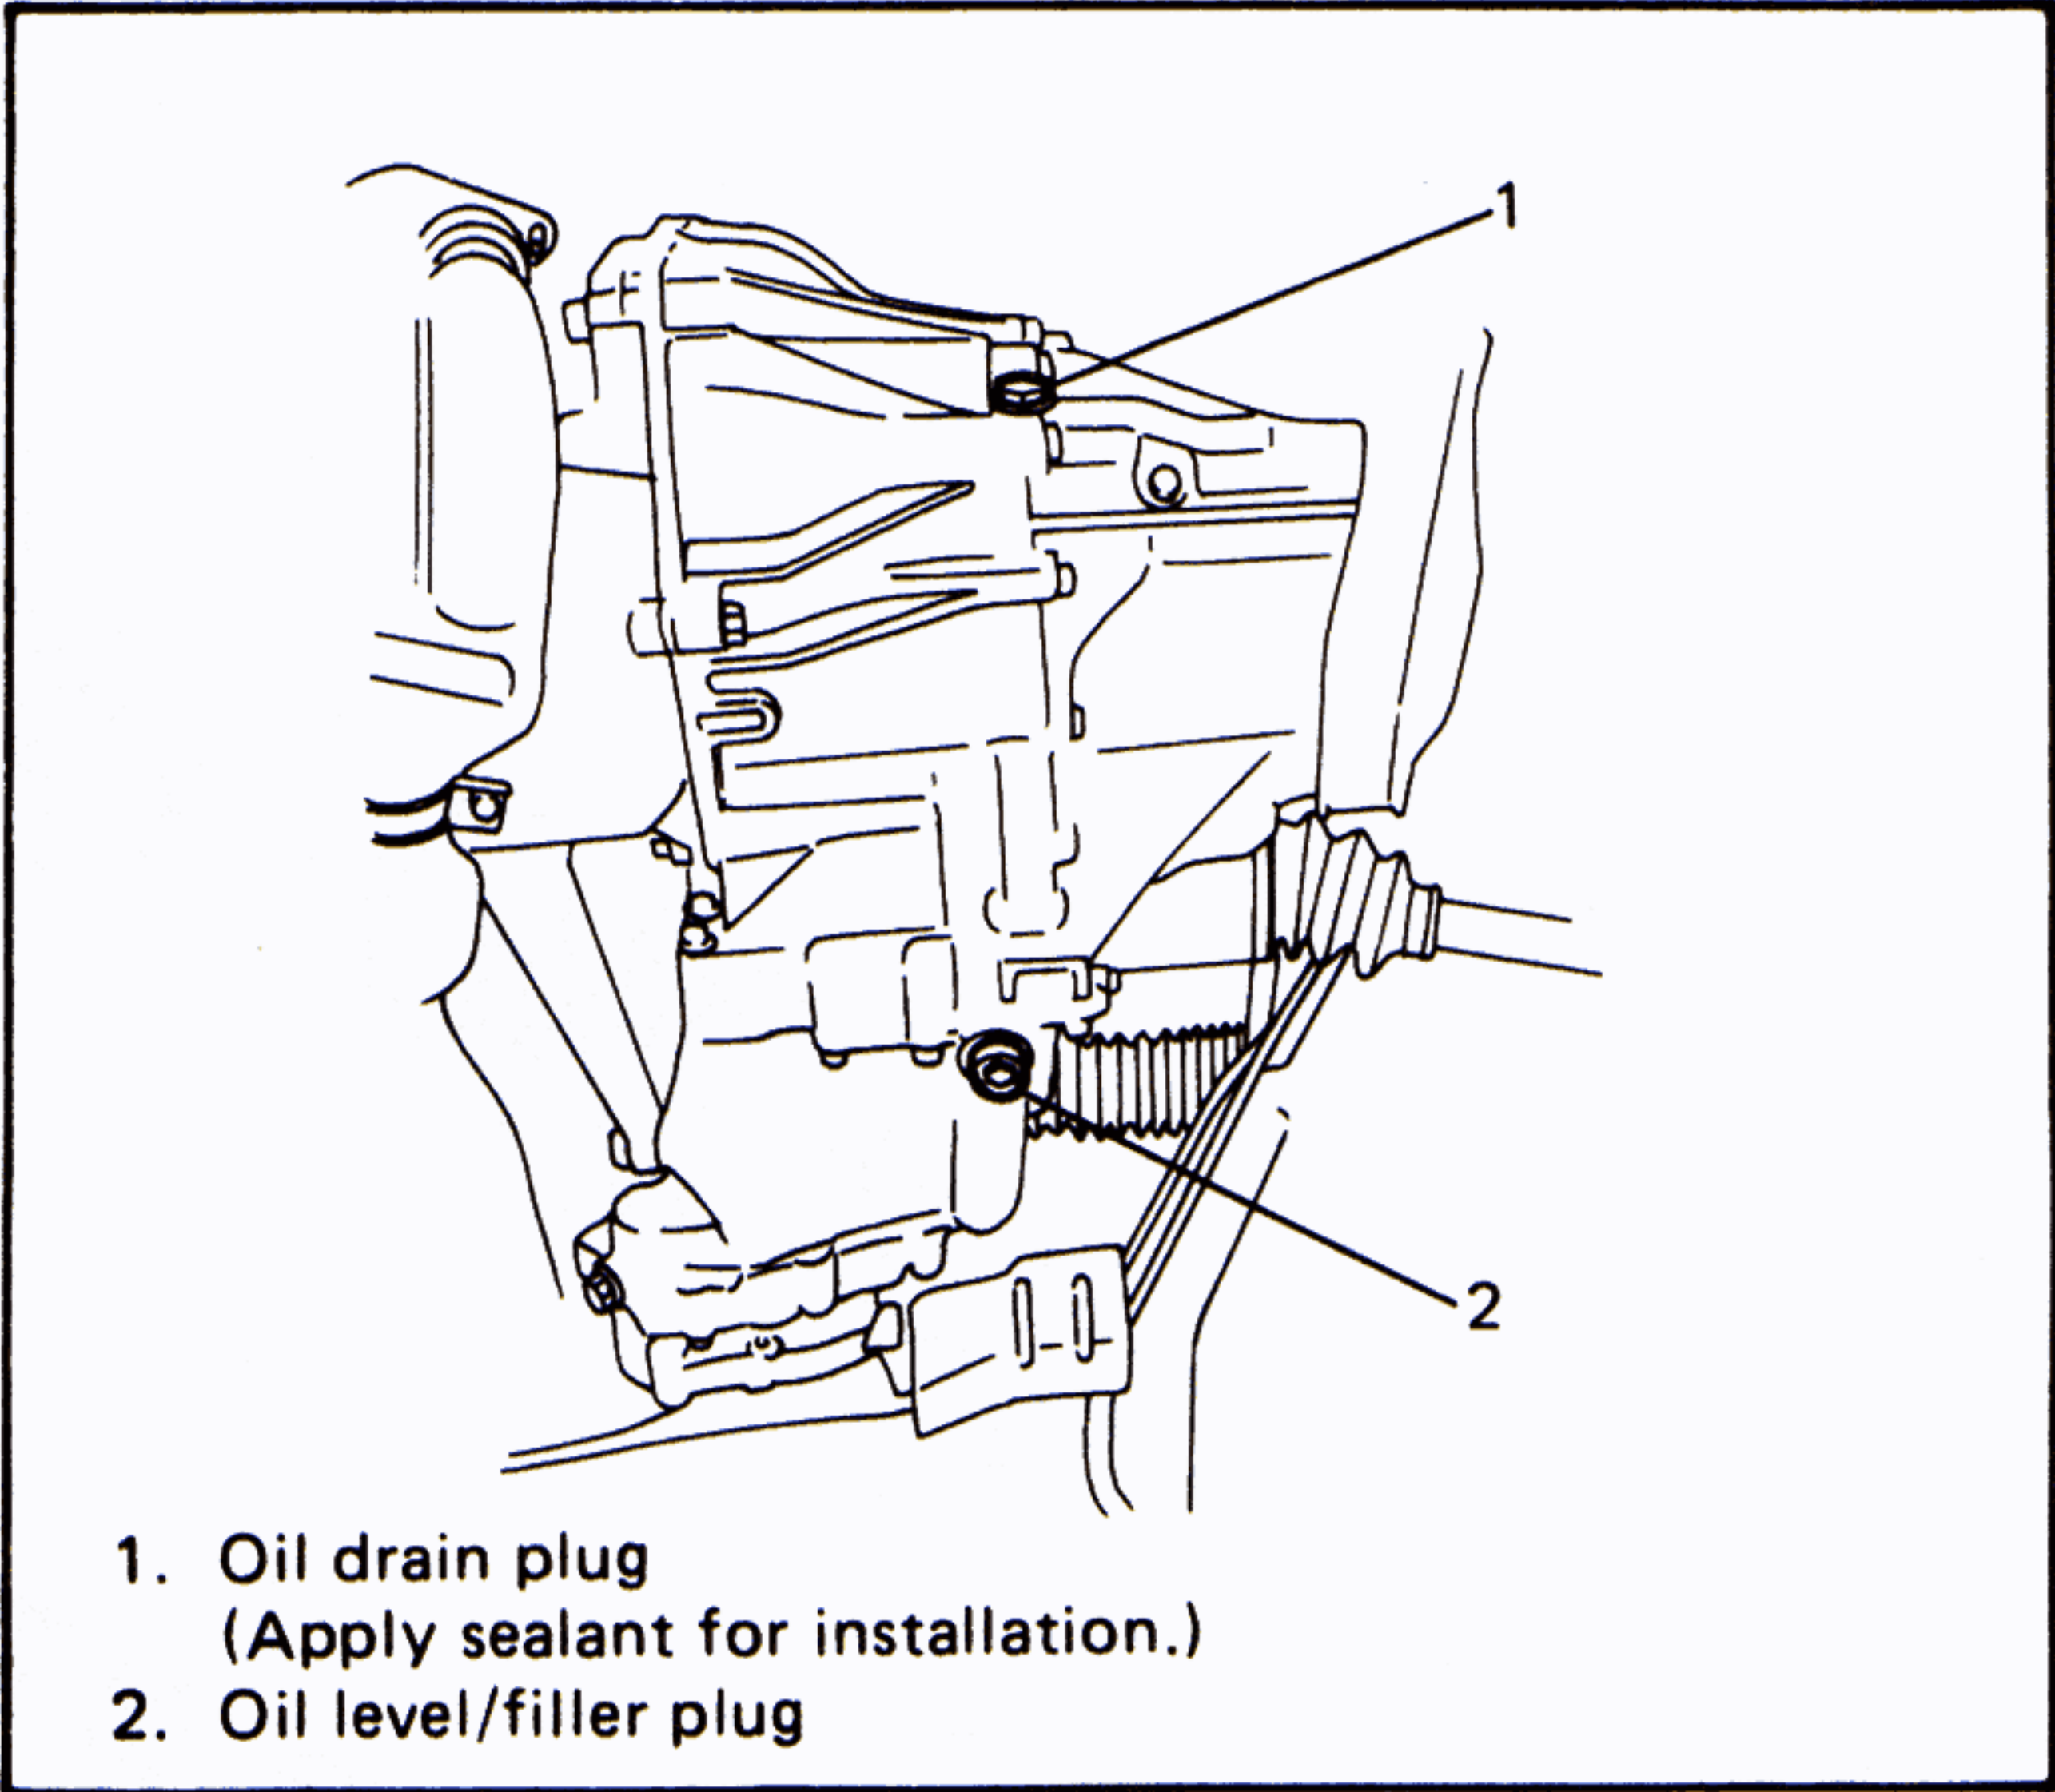 1
2
1. Oil drain plug
(Apply sealant for installation.)
2. Oil level/filler plug